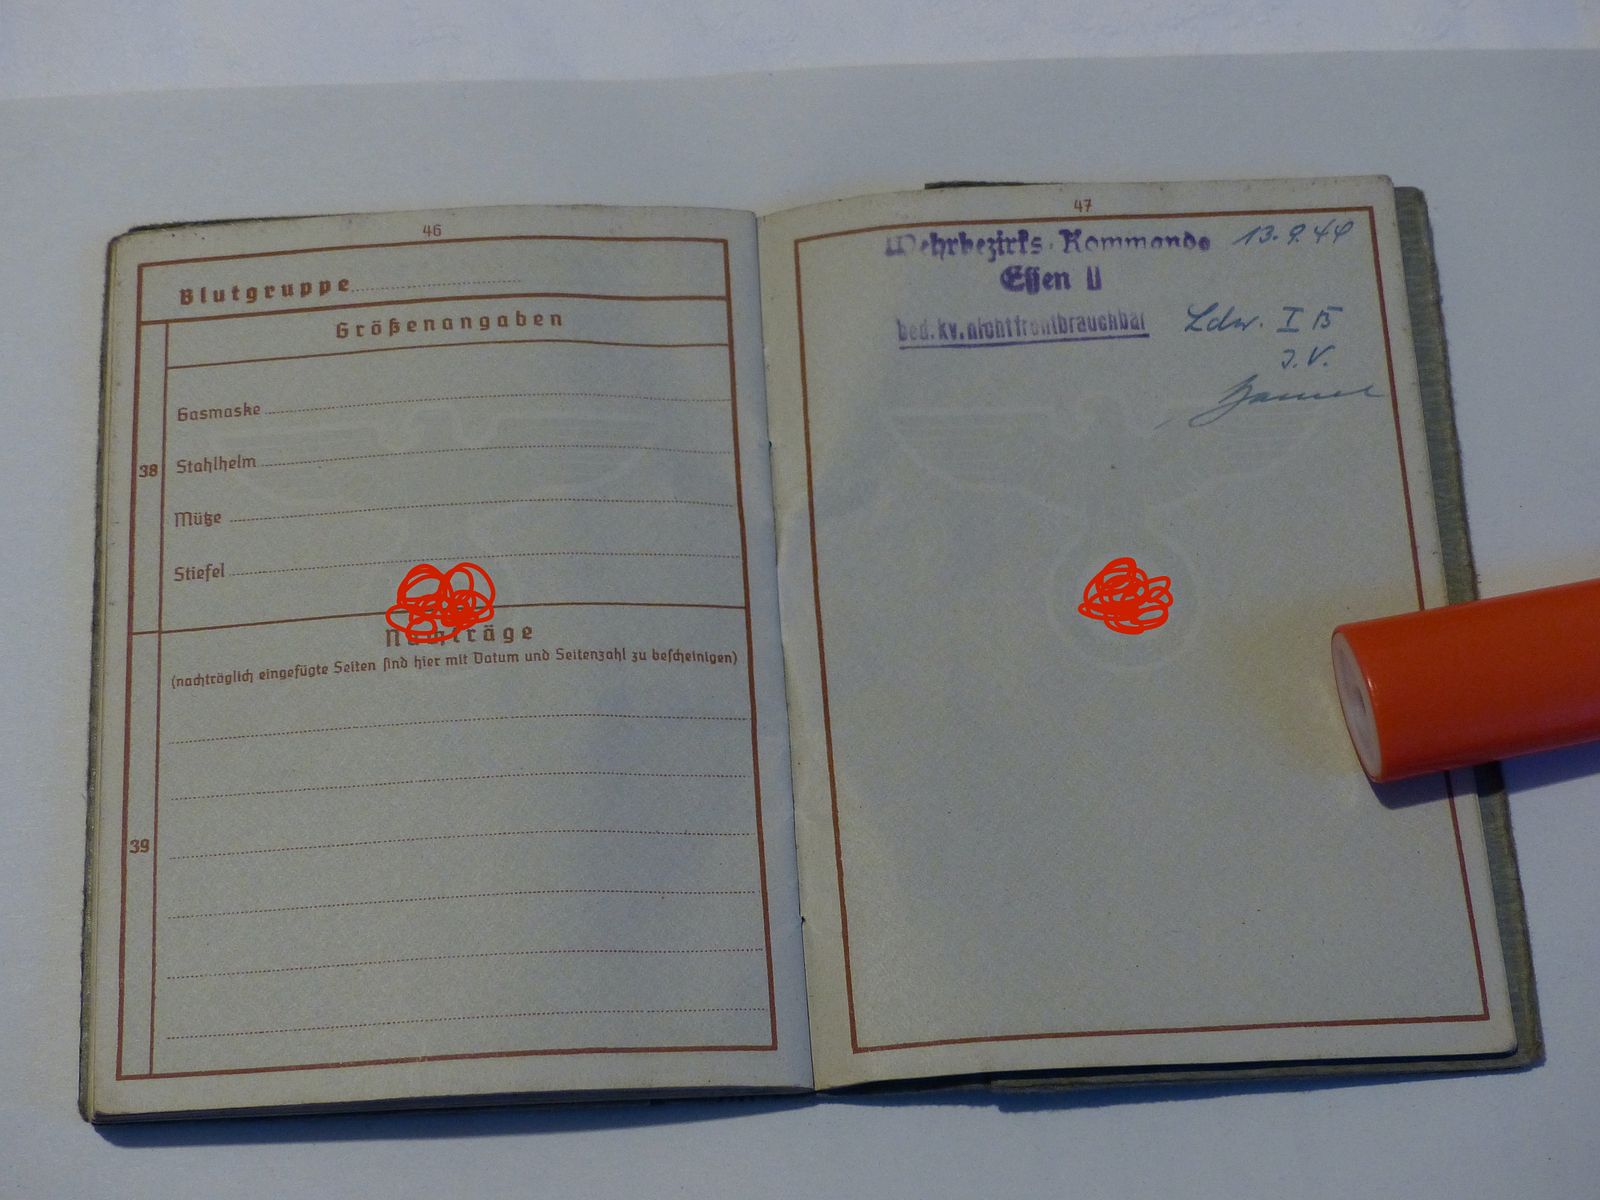 46
Blutgruppe
Größenangaben
38
Gasmaske
Stahlhelm
Mütze
Stiefel
Nachträge
(nachträglich eingefügte Seiten sind hier mit Datum und Seitenzahl zu bescheinigen)
39
47
Wehrbezirks-Kommando 13.9.44
Essen II
bed. kv. nicht frontbrauchbar Ldw. I B
J.V.